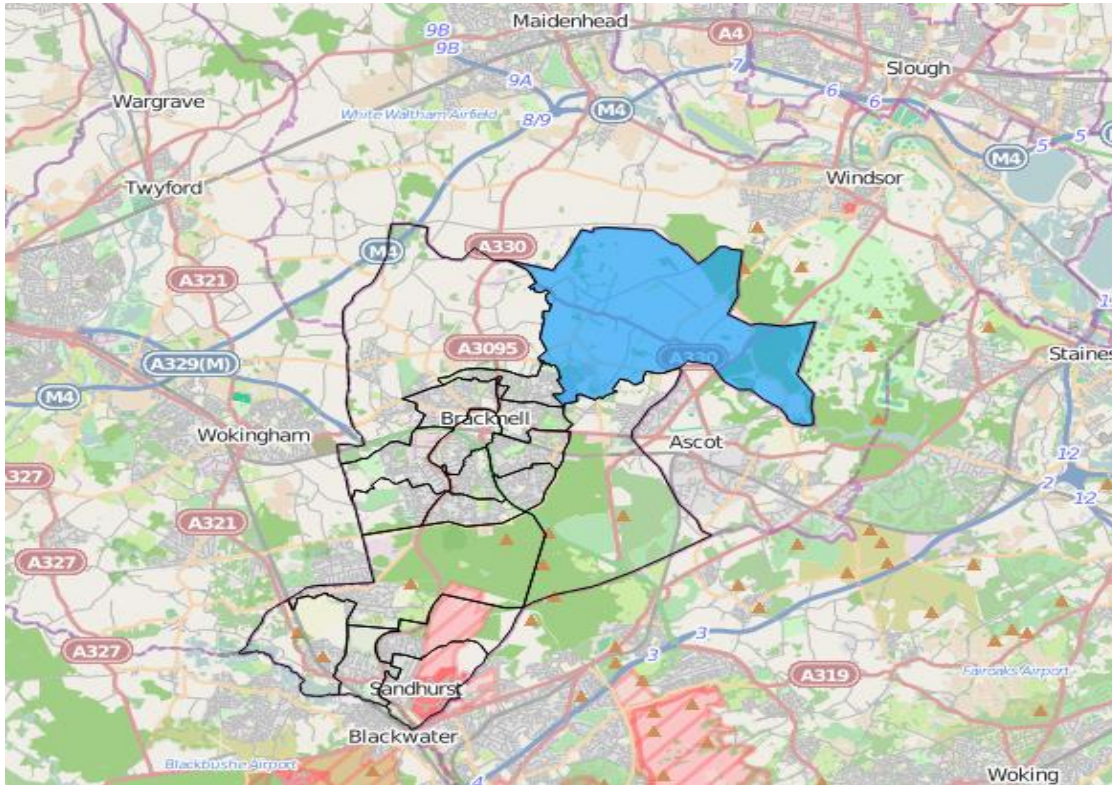 Maidenhead
9B
A4
9B
7
Slough
9A
6
Wargrave
6
White Waltham Airfield
M4
8/9
5
5
M4
Twyford
Windsor
A330
M4
A321
A3095
A329(M)
Staines
M4
Bracknell
Wokingham
Ascot
12
A327
2
12
A321
A327
3
A327
3
A319
Fairoaks Airport
Sandhurst
Blackwater
Blackbushe Airport
4
Woking